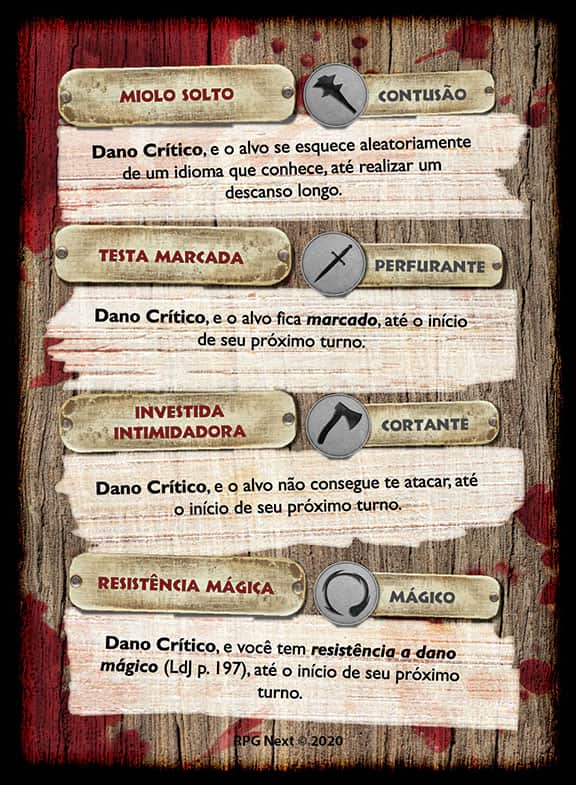 MIOLO SOLTO
CONTUSÃO
Dano Crítico, e o alvo se esquece aleatoriamente
de um idioma que conhece, até realizar um
descanso longo.
TESTA MARCADA
PERFURANTE
Dano Crítico, e o alvo fica marcado, até o início
de seu próximo turno.
INVESTIDA
INTIMIDADORA
CORTANTE
Dano Crítico, e o alvo não consegue te atacar, até
o início de seu próximo turno.
RESISTÊNCIA MÁGICA
MÁGICO
Dano Crítico, e você tem resistência a dano
mágico (LdJ p. 197), até o início de seu próximo
turno.
RPG Next © 2020